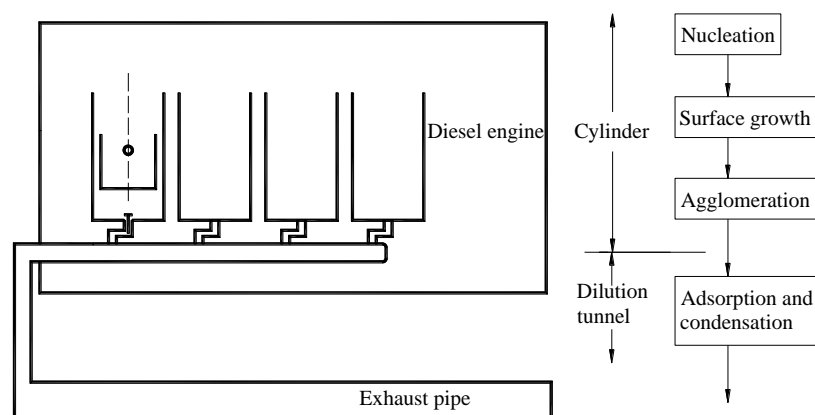 Nucleation
Diesel engine
Cylinder
Surface growth
Agglomeration
Dilution
tunnel
Adsorption and
condensation
Exhaust pipe